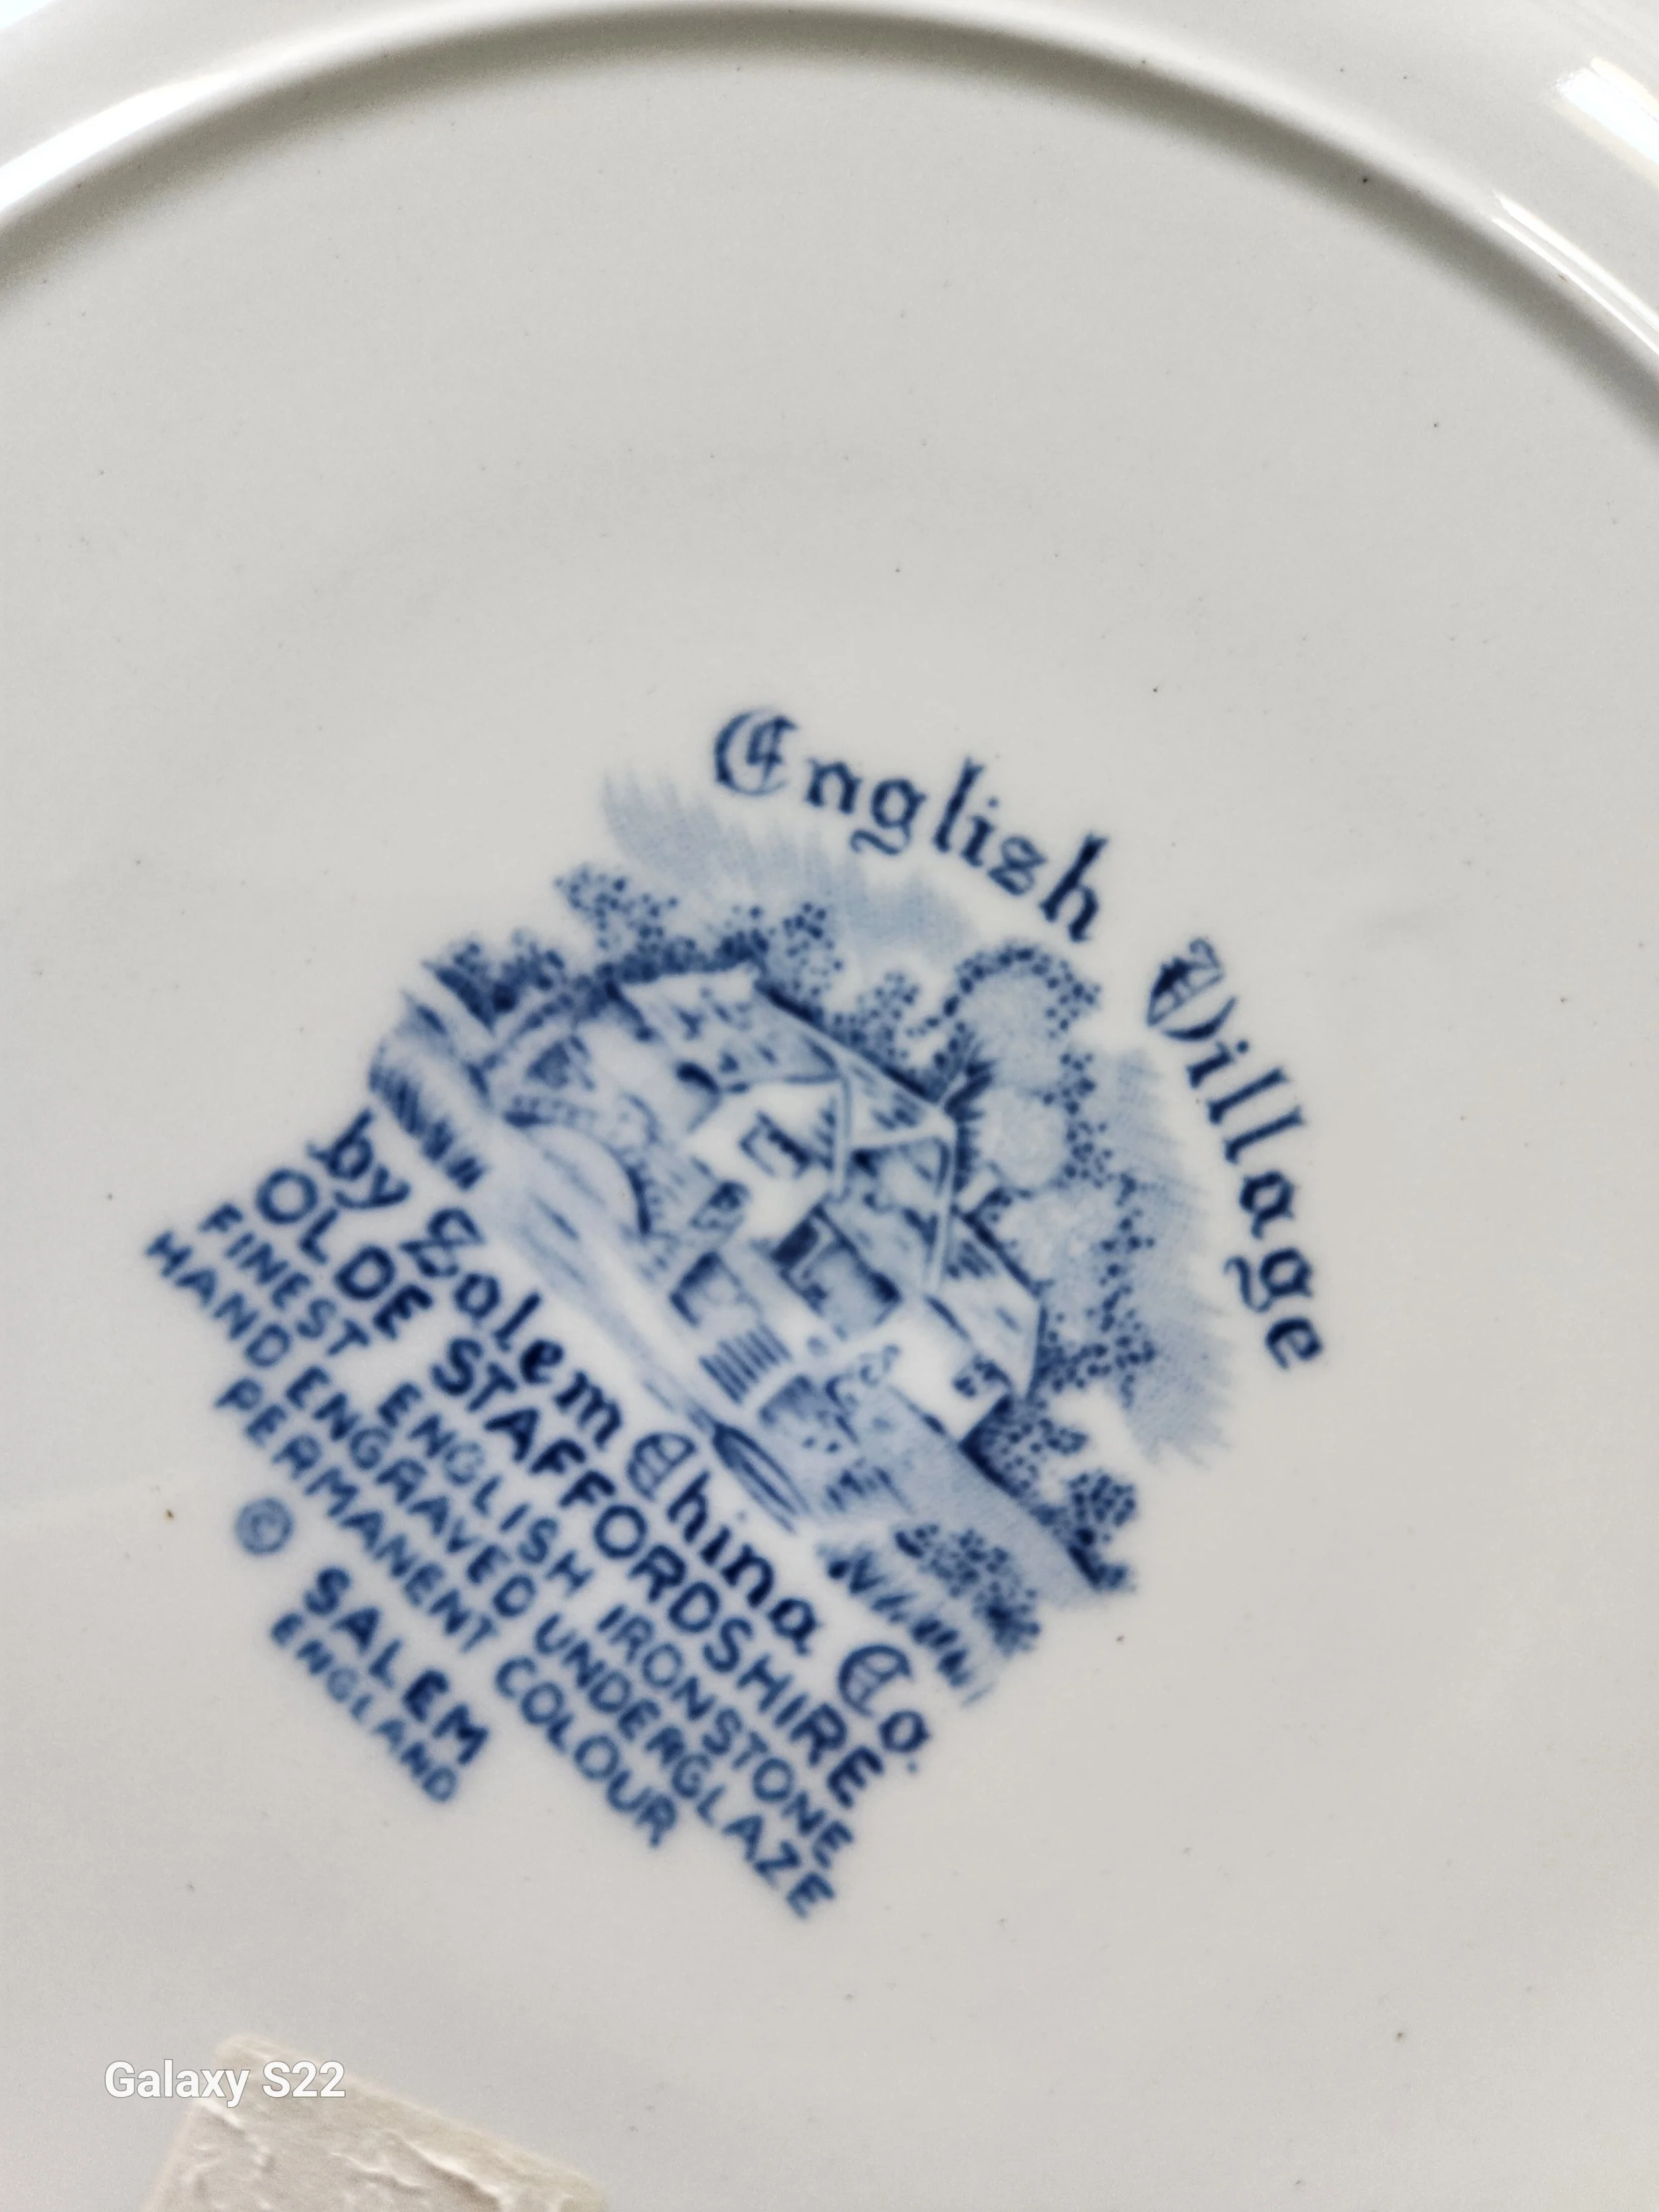 English Village
by Salem China Co.
OLDE STAFFORDSHIRE
FINEST ENGLISH IRONSTONE
HAND ENGRAVED UNDERGLAZE
PERMANENT COLOUR
© SALEM
ENGLAND
Galaxy S22